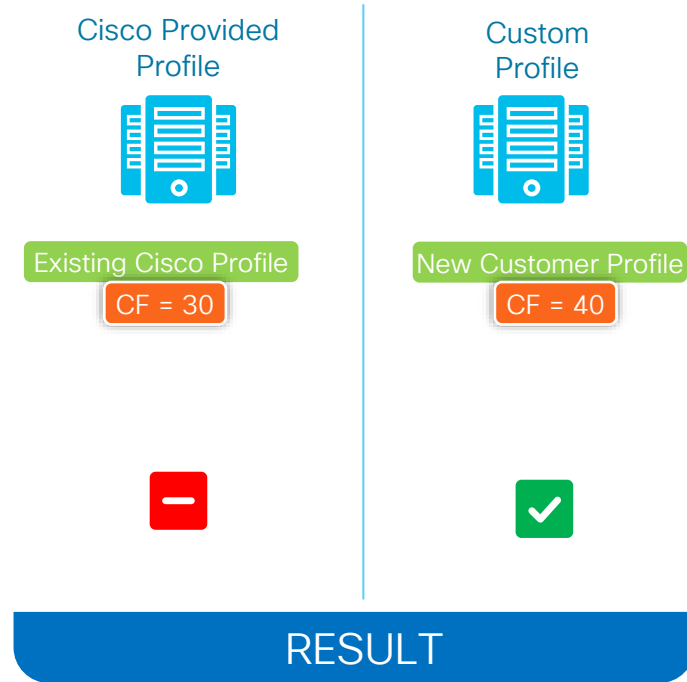 Cisco Provided
Profile
Existing Cisco Profile
CF = 30
Custom
Profile
New Customer Profile
CF = 40
RESULT